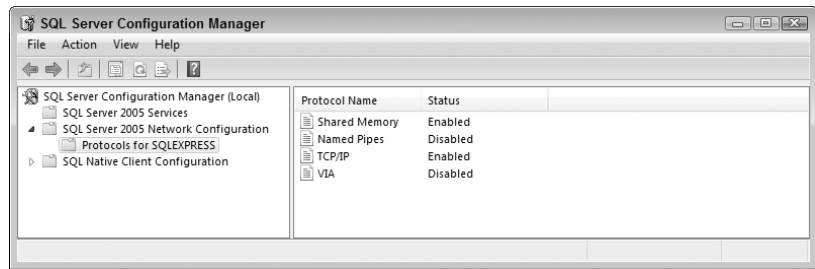 SQL Server Configuration Manager
File Action View Help
SQL Server Configuration Manager (Local)
SQL Server 2005 Services
SQL Server 2005 Network Configuration
Protocols for SQLEXPRESS
SQL Native Client Configuration
Protocol Name Status
Shared Memory Enabled
Named Pipes Disabled
TCP/IP Enabled
VIA Disabled